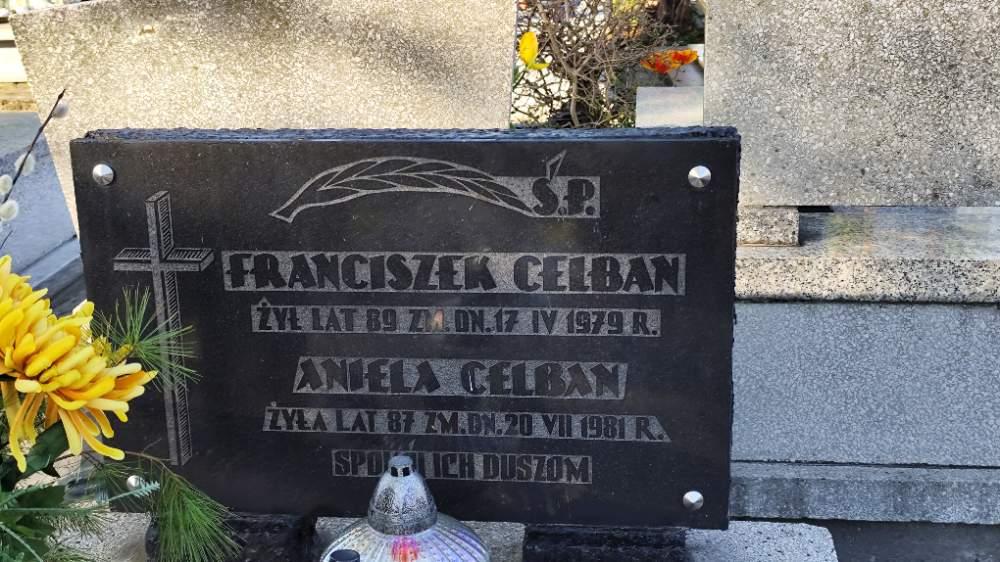 Ś.P.
FRANCISZEK CELBAN
ŻYŁ LAT 89 ZM. DN. 17 IV 1979 R.
ANIELA CELBAN
ŻYŁA LAT 87 ZM. DN. 20 VII 1981 R.
ICH DUSZOM